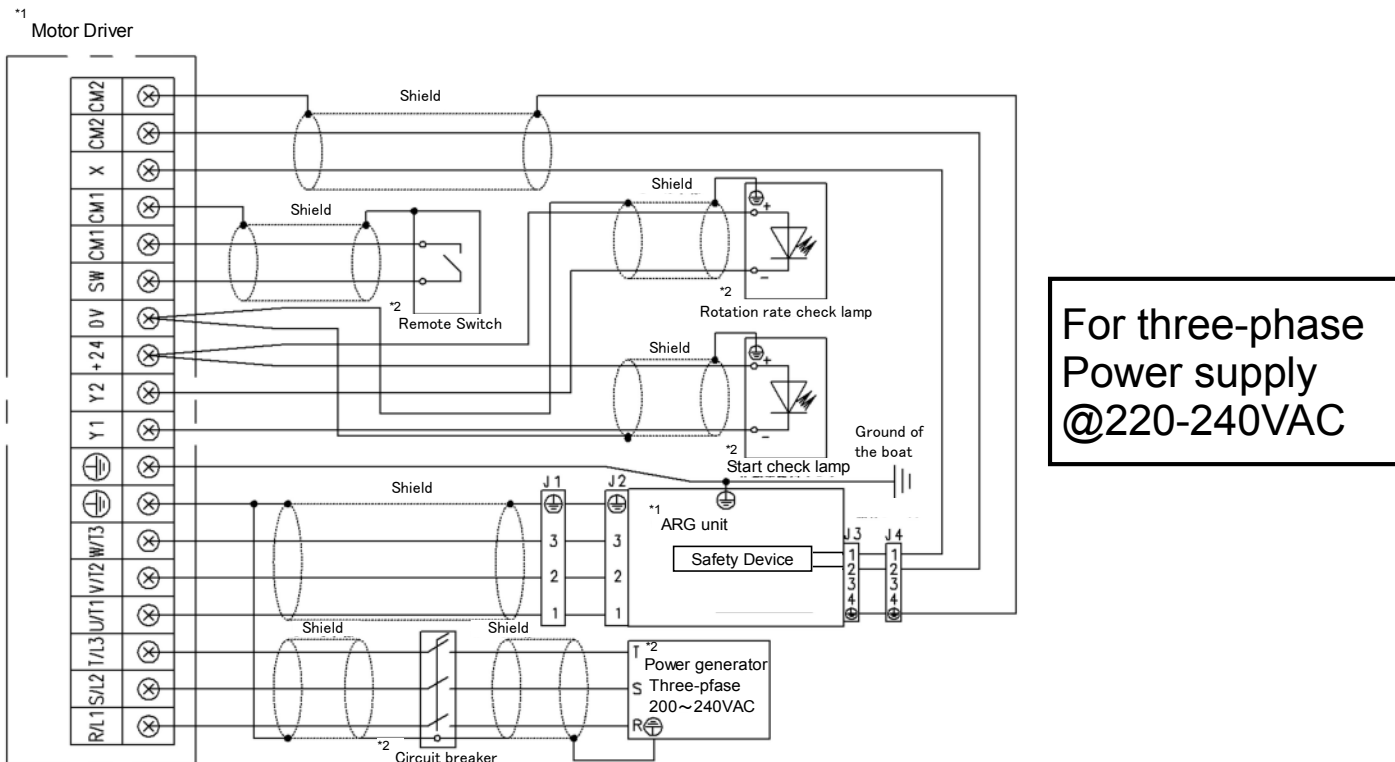 *1
Motor Driver
CM2
CM2
X
CM1
CM1
SW
0V
+24
Y2
Y1
W/T3
V/T2
U/T1
T/L3
S/L2
R/L1
Shield
Shield
*2
Remote Switch
Shield
+
−
*2
Rotation rate check lamp
Shield
+
−
*2
Start check lamp
Ground of
the boat
Shield
J1
3
2
1
J2
3
2
1
*1
ARG unit
Safety Device
J3
1
2
3
4
J4
1
2
3
4
Shield
Shield
*2
Circuit breaker
T
S
R
*2
Power generator
Three-pfase
200～240VAC
For three-phase
Power supply
@220-240VAC